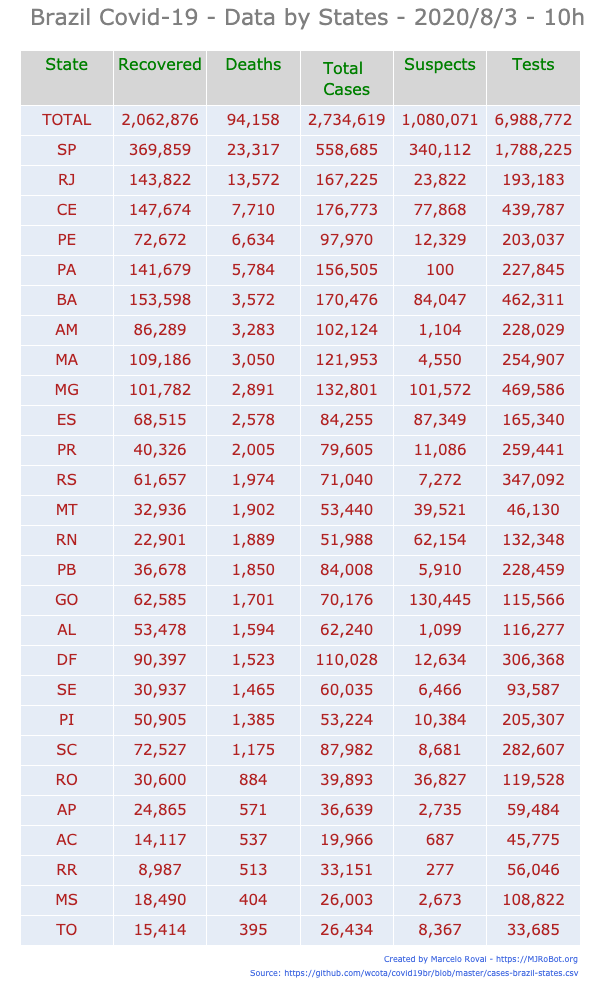 Brazil Covid-19 - Data by States - 2020/8/3 - 10h
State Recovered Deaths Total Cases Suspects Tests
TOTAL 2,062,876 94,158 2,734,619 1,080,071 6,988,772
SP 369,859 23,317 558,685 340,112 1,788,225
RJ 143,822 13,572 167,225 23,822 193,183
CE 147,674 7,710 176,773 77,868 439,787
PE 72,672 6,634 97,970 12,329 203,037
PA 141,679 5,784 156,505 100 227,845
BA 153,598 3,572 170,476 84,047 462,311
AM 86,289 3,283 102,124 1,104 228,029
MA 109,186 3,050 121,953 4,550 254,907
MG 101,782 2,891 132,801 101,572 469,586
ES 68,515 2,578 84,255 87,349 165,340
PR 40,326 2,005 79,605 11,086 259,441
RS 61,657 1,974 71,040 7,272 347,092
MT 32,936 1,902 53,440 39,521 46,130
RN 22,901 1,889 51,988 62,154 132,348
PB 36,678 1,850 84,008 5,910 228,459
GO 62,585 1,701 70,176 130,445 115,566
AL 53,478 1,594 62,240 1,099 116,277
DF 90,397 1,523 110,028 12,634 306,368
SE 30,937 1,465 60,035 6,466 93,587
PI 50,905 1,385 53,224 10,384 205,307
SC 72,527 1,175 87,982 8,681 282,607
RO 30,600 884 39,893 36,827 119,528
AP 24,865 571 36,639 2,735 59,484
AC 14,117 537 19,966 687 45,775
RR 8,987 513 33,151 277 56,046
MS 18,490 404 26,003 2,673 108,822
TO 15,414 395 26,434 8,367 33,685
Created by Marcelo Rovai - https://MJRoBot.org
Source: https://github.com/wcota/covid19br/blob/master/cases-brazil-states.csv